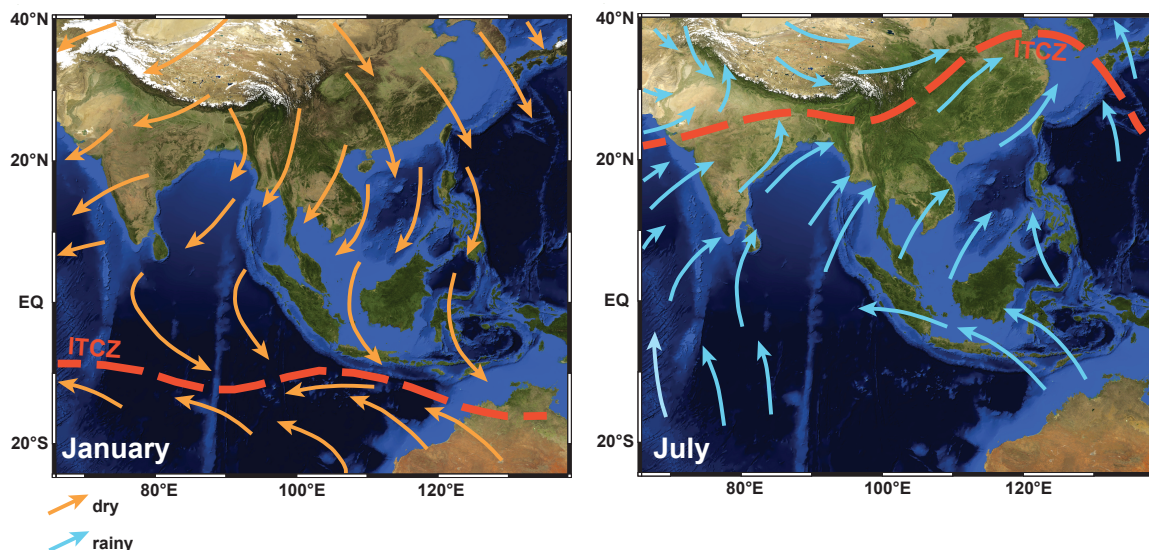 40°N
20°N
EQ
20°S
ITCZ
January
80°E
100°E
120°E
dry
rainy
40°N
20°N
EQ
20°S
ITCZ
July
80°E
100°E
120°E